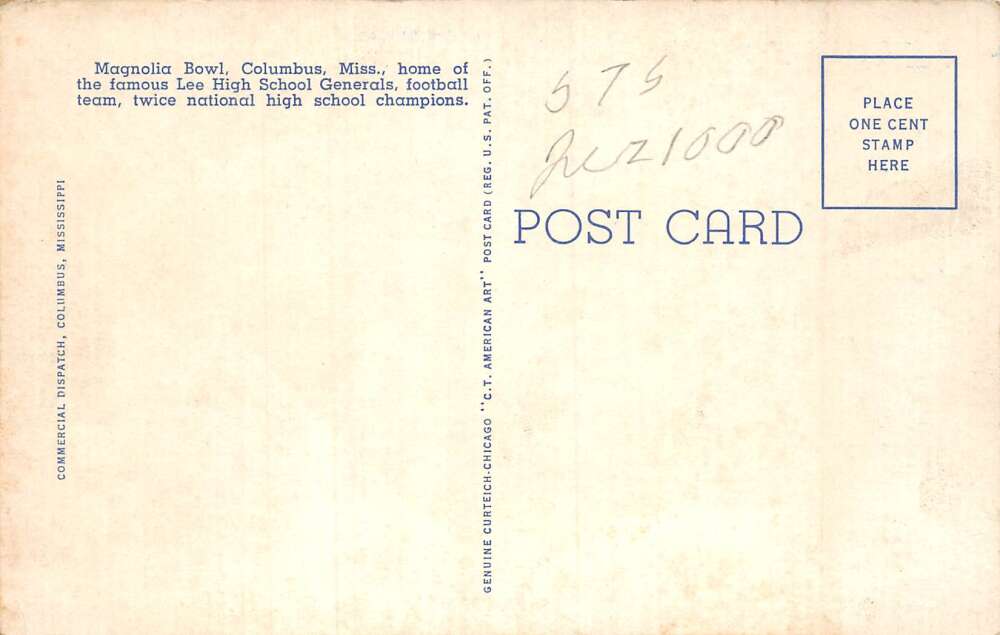 Magnolia Bowl, Columbus, Miss., home of
the famous Lee High School Generals, football
team, twice national high school champions.
COMMERCIAL DISPATCH, COLUMBUS, MISSISSIPPI
GENUINE CURTEICH-CHICAGO "C.T. AMERICAN ART" POST CARD (REG. U.S. PAT. OFF.)
575
POST CARD
PLACE
ONE CENT
STAMP
HERE